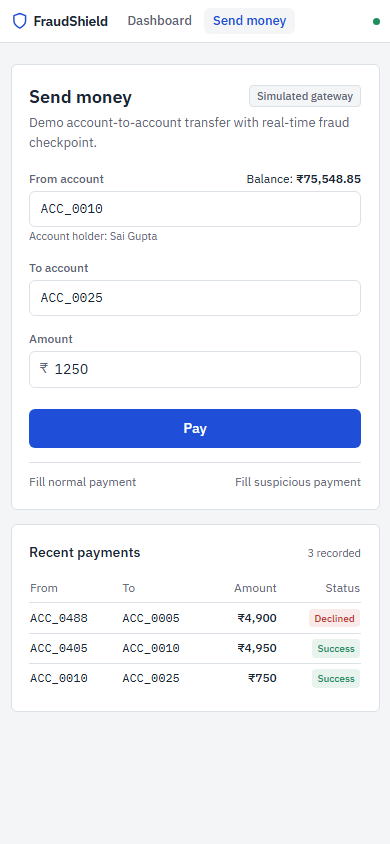 FraudShield Dashboard Send money
Send money Simulated gateway
Demo account-to-account transfer with real-time fraud
checkpoint.
From account Balance: ₹75,548.85
ACC_0010
Account holder: Sai Gupta
To account
ACC_0025
Amount
₹ 1250
Pay
Fill normal payment Fill suspicious payment
Recent payments 3 recorded
From To Amount Status
ACC_0488 ACC_0005 ₹4,900 Declined
ACC_0405 ACC_0010 ₹4,950 Success
ACC_0010 ACC_0025 ₹750 Success